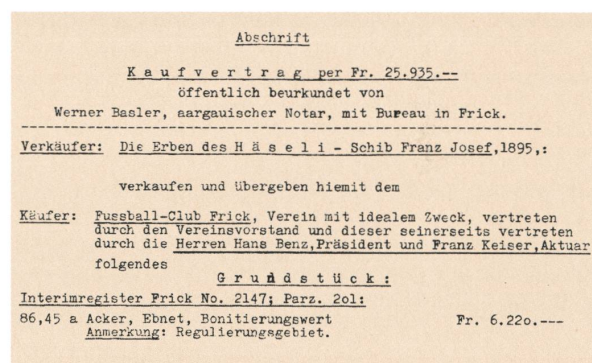 Abschrift
K a u f v e r t r a g per Fr. 25.935.--
öffentlich beurkundet von
Werner Basler, aargauischer Notar, mit Bureau in Frick.
Verkäufer: Die Erben des H ä s e l i - Schib Franz Josef,1895,:
verkaufen und übergeben hiemit dem
Käufer: Fussball-Club Frick, Verein mit idealem Zweck, vertreten
durch den Vereinsvorstand und dieser seinerseits vertreten
durch die Herren Hans Benz,Präsident und Franz Keiser,Aktuar
folgendes
G r u n d s t ü c k :
Interimregister Frick No. 2147; Parz. 2o1:
86,45 a Acker, Ebnet, Bonitierungswert Fr. 6.22o.---
Anmerkung: Regulierungsgebiet.